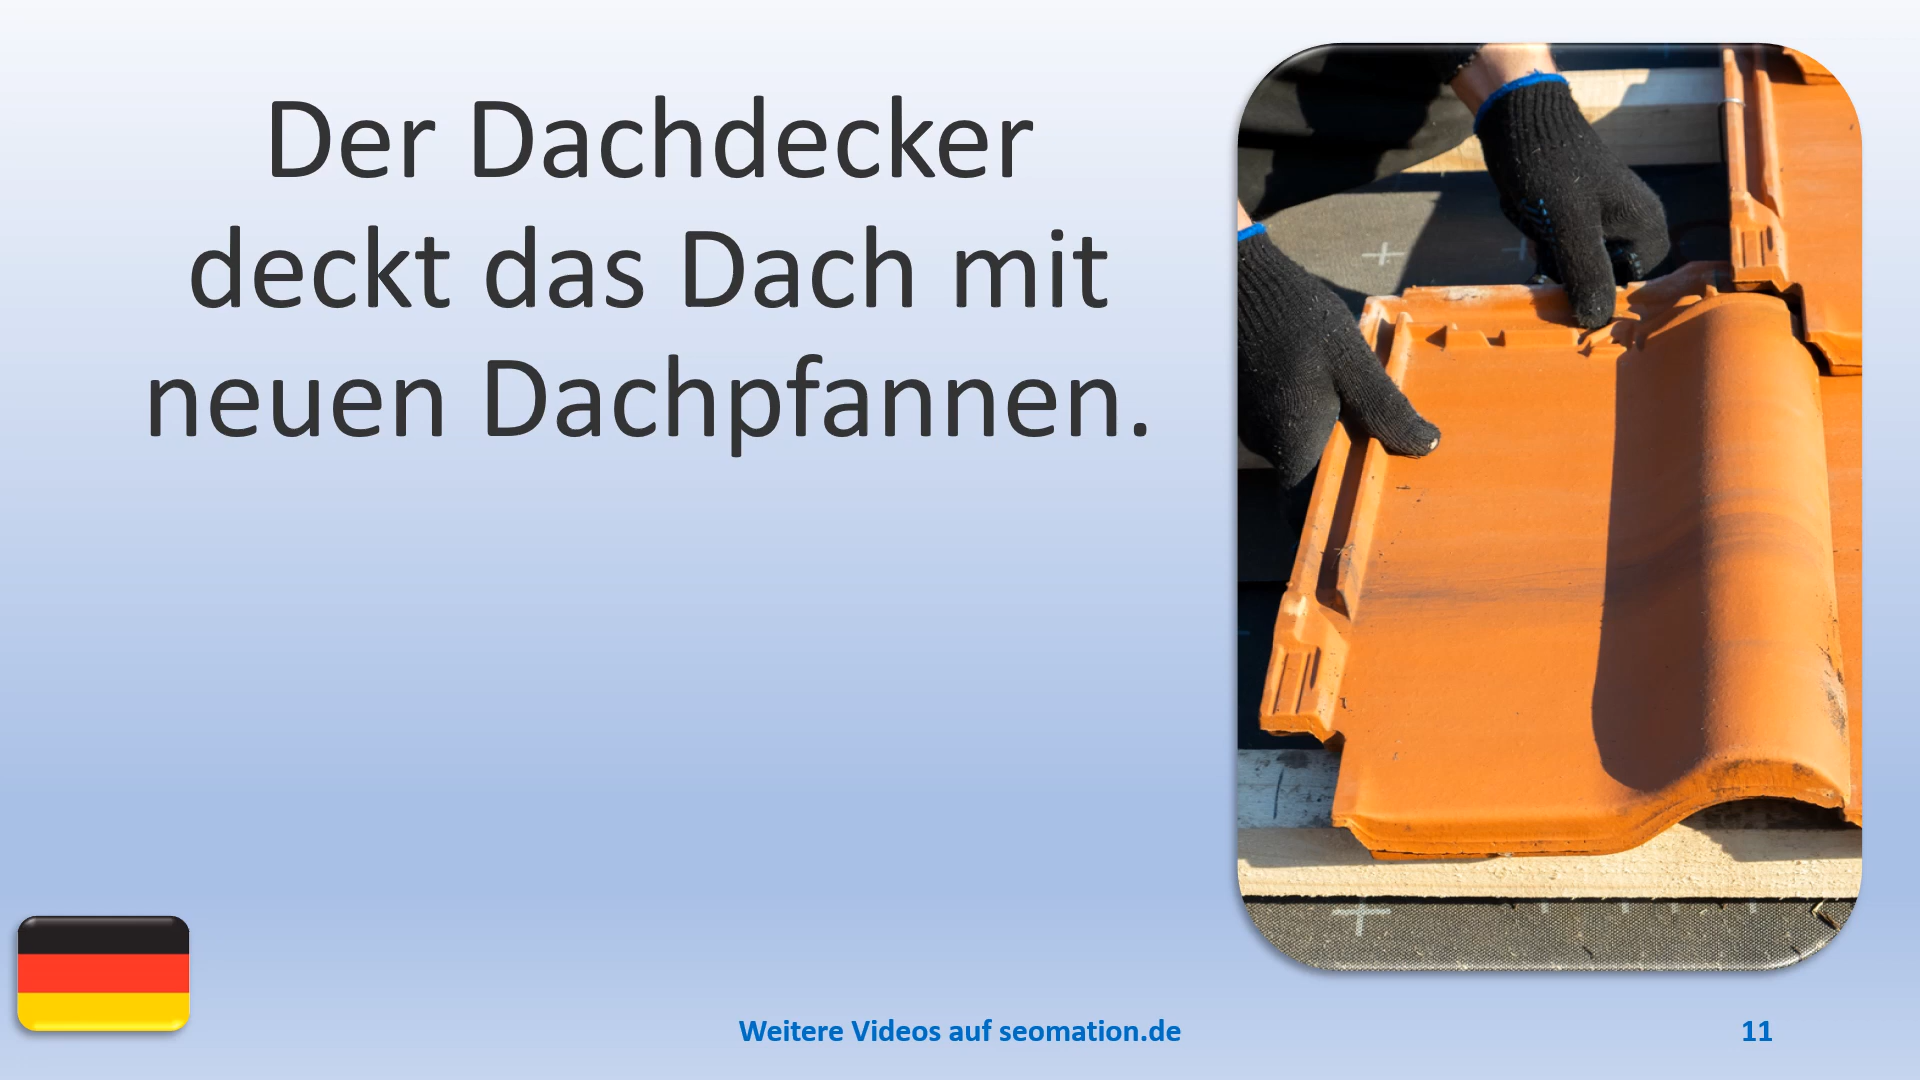 Der Dachdecker
deckt das Dach mit
neuen Dachpfannen.
Weitere Videos auf seomation.de
11